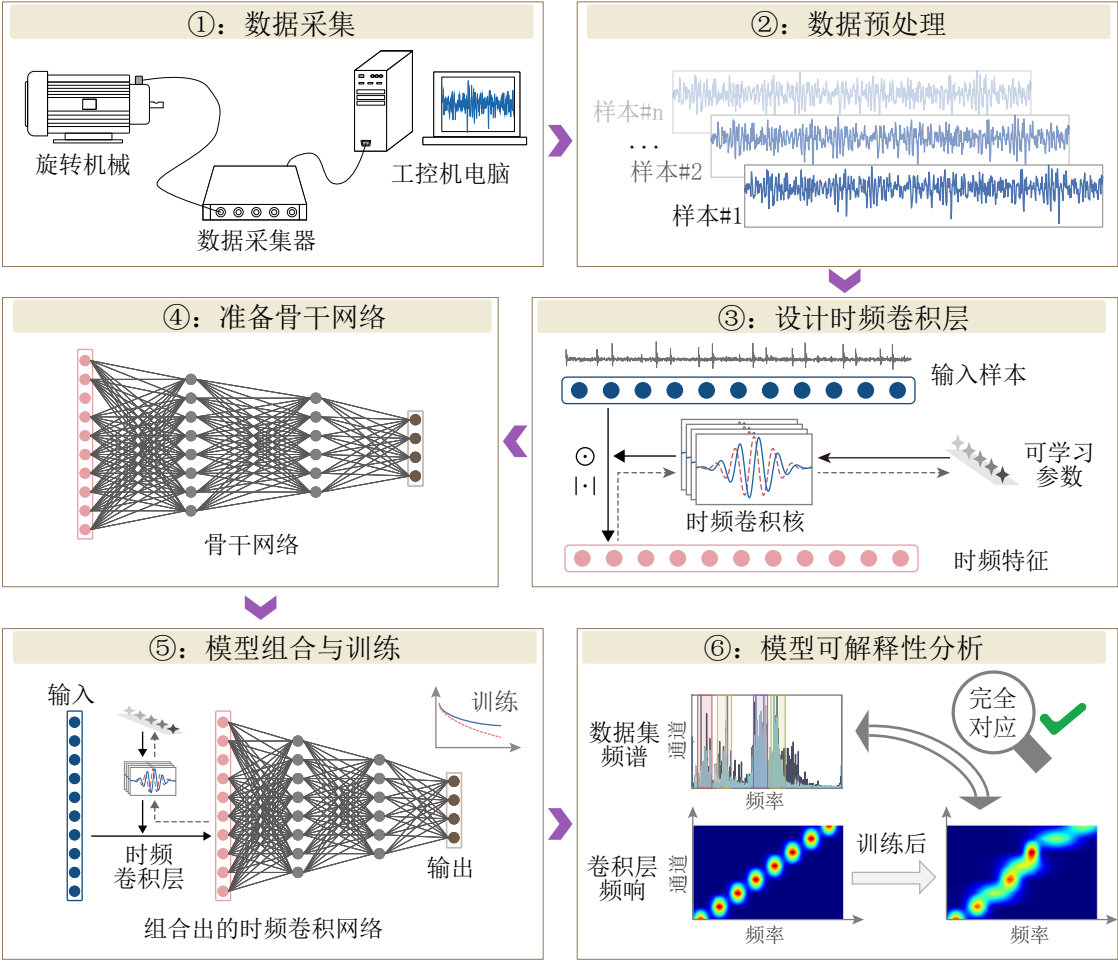 ①：数据采集
旋转机械
工控机电脑
数据采集器
②：数据预处理
样本#n
...
样本#2
样本#1
③：设计时频卷积层
输入样本
⊙
|·|
可学习
参数
时频卷积核
时频特征
④：准备骨干网络
骨干网络
⑤：模型组合与训练
输入
训练
时频
卷积层
输出
组合出的时频卷积网络
⑥：模型可解释性分析
完全
对应
数据集
频谱
通道
频率
卷积层
频响
通道
训练后
频率
频率